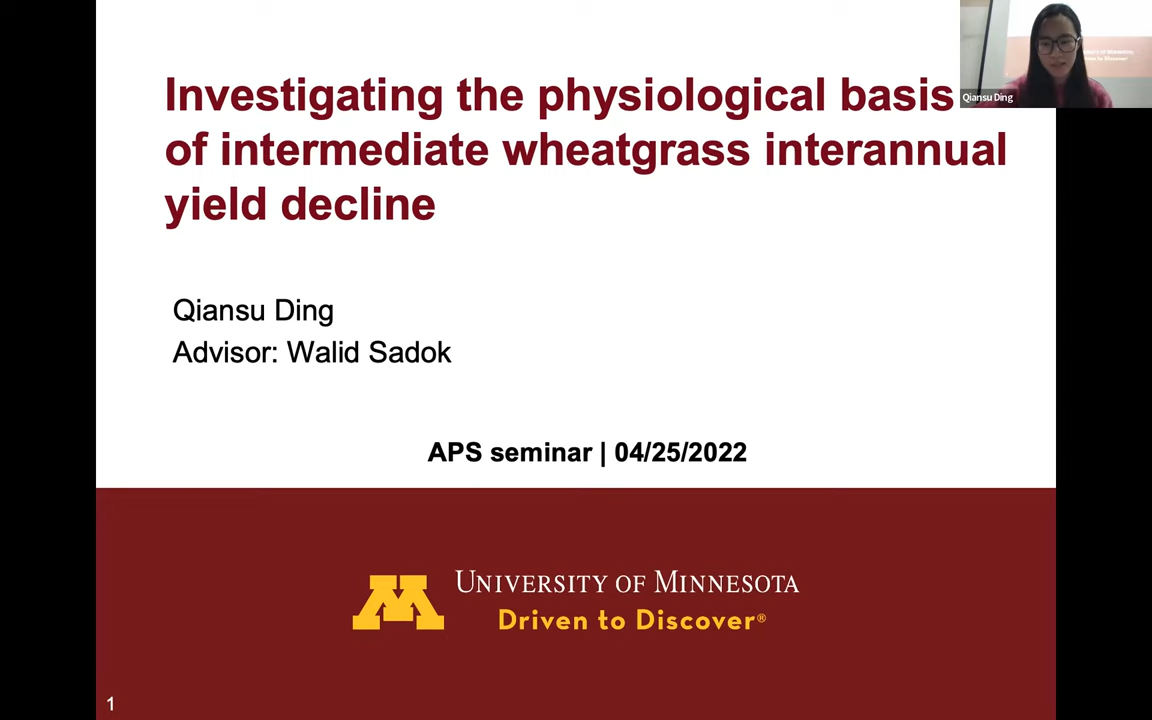 Investigating the physiological basis
of intermediate wheatgrass interannual
yield decline
Qiansu Ding
Qiansu Ding
Advisor: Walid Sadok
APS seminar | 04/25/2022
UNIVERSITY OF MINNESOTA
Driven to Discover®
1